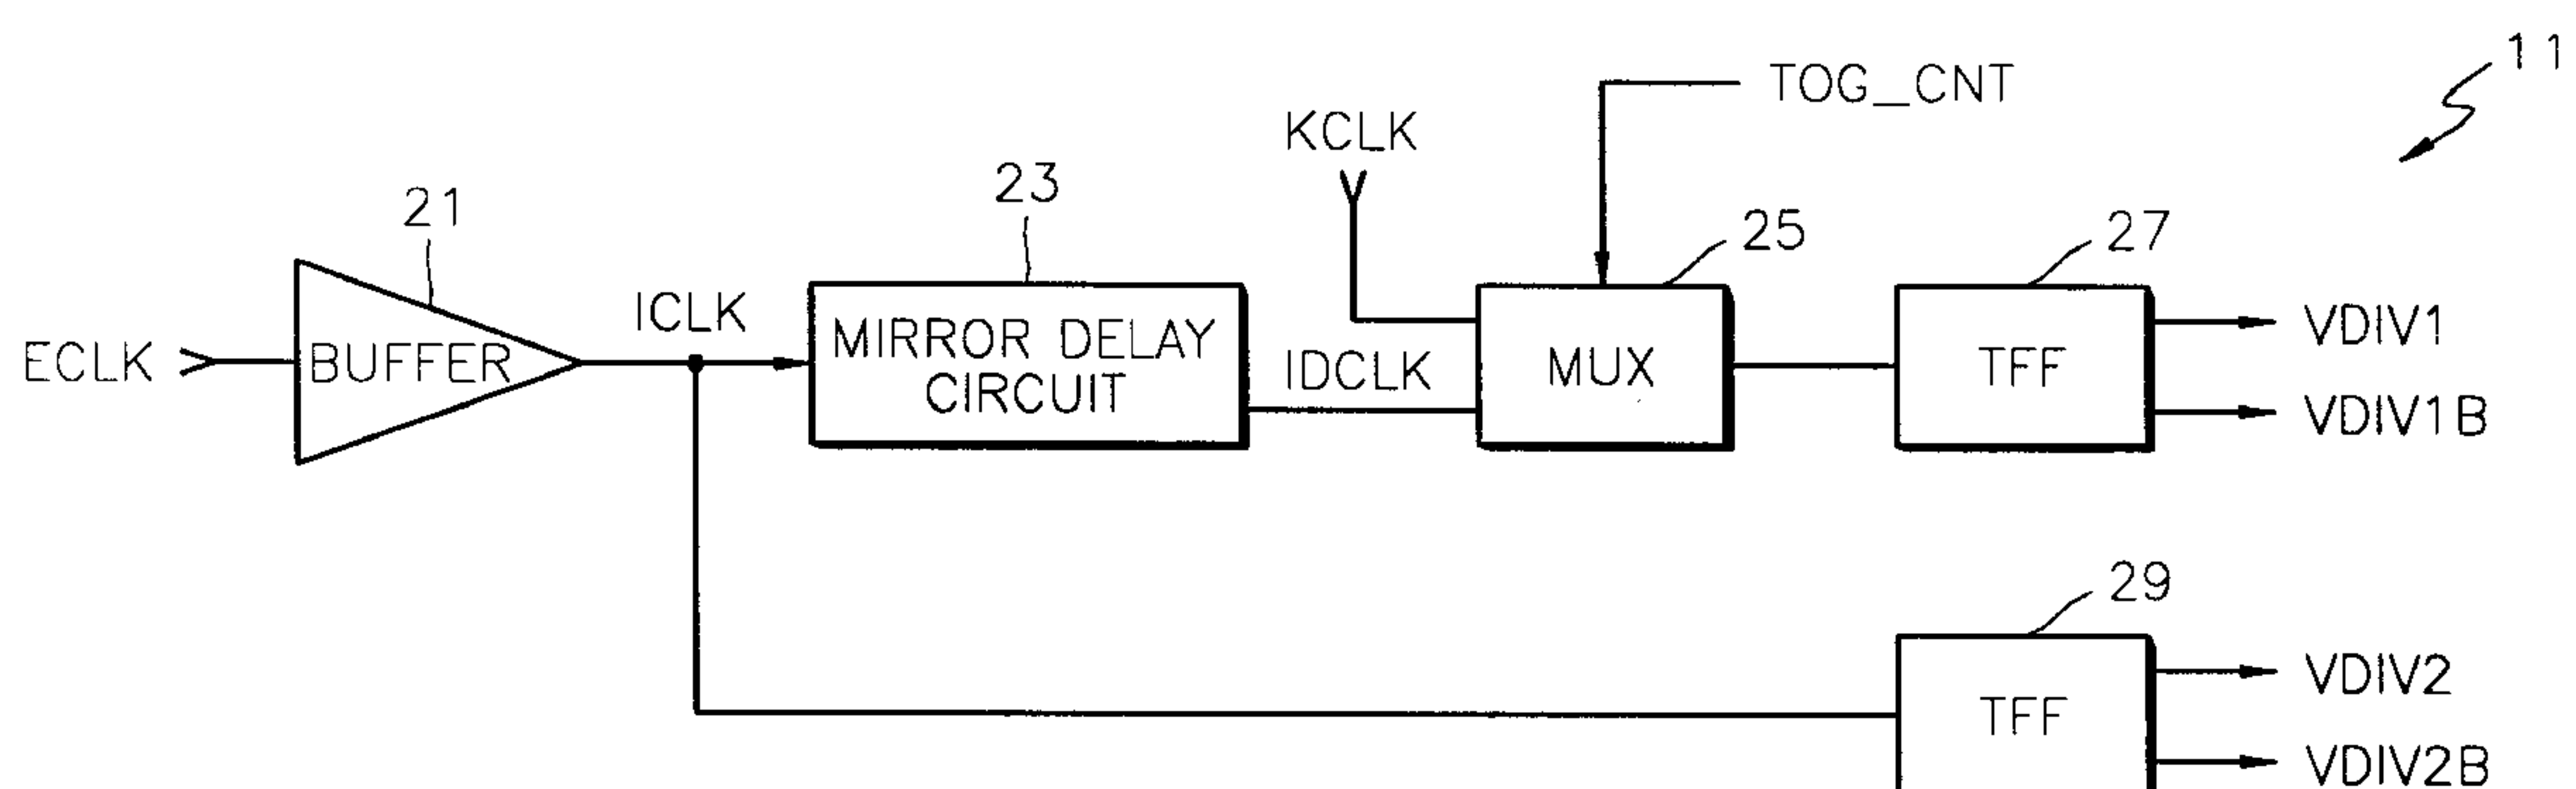 11
TOG_CNT
KCLK
23
21
25
27
ICLK
ECLK
BUFFER
MIRROR DELAY
CIRCUIT
IDCLK
MUX
TFF
VDIV1
VDIV1B
29
TFF
VDIV2
VDIV2B